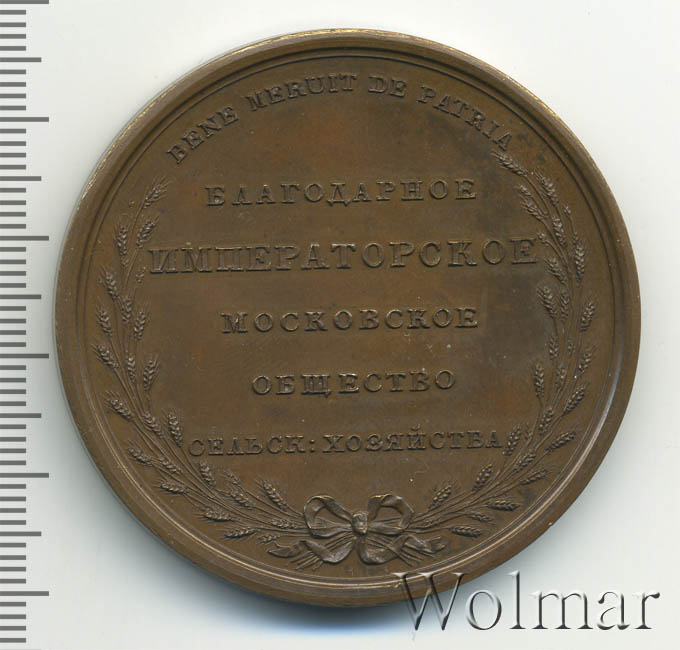 BENE MERUIT DE PATRIA
БЛАГОДАРНОЕ
ИМПЕРАТОРСКОЕ
МОСКОВСКОЕ
ОБЩЕСТВО
СЕЛЬСК: ХОЗЯЙСТВА
Wolmar